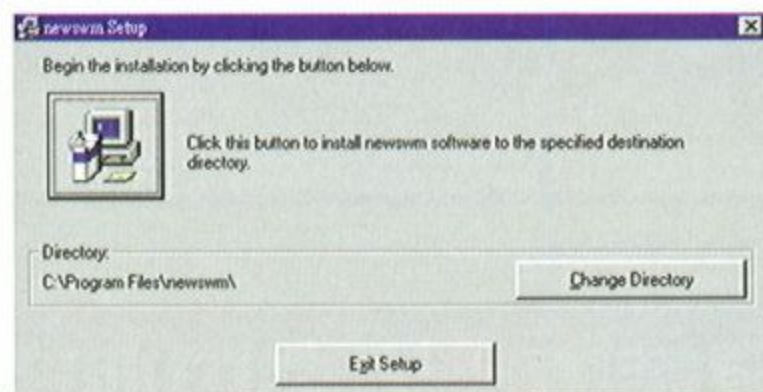 newswm Setup
Begin the installation by clicking the button below.
Click this button to install newswm software to the specified destination
directory.
Directory:
C:\Program Files\newswm\
Change Directory
Exit Setup